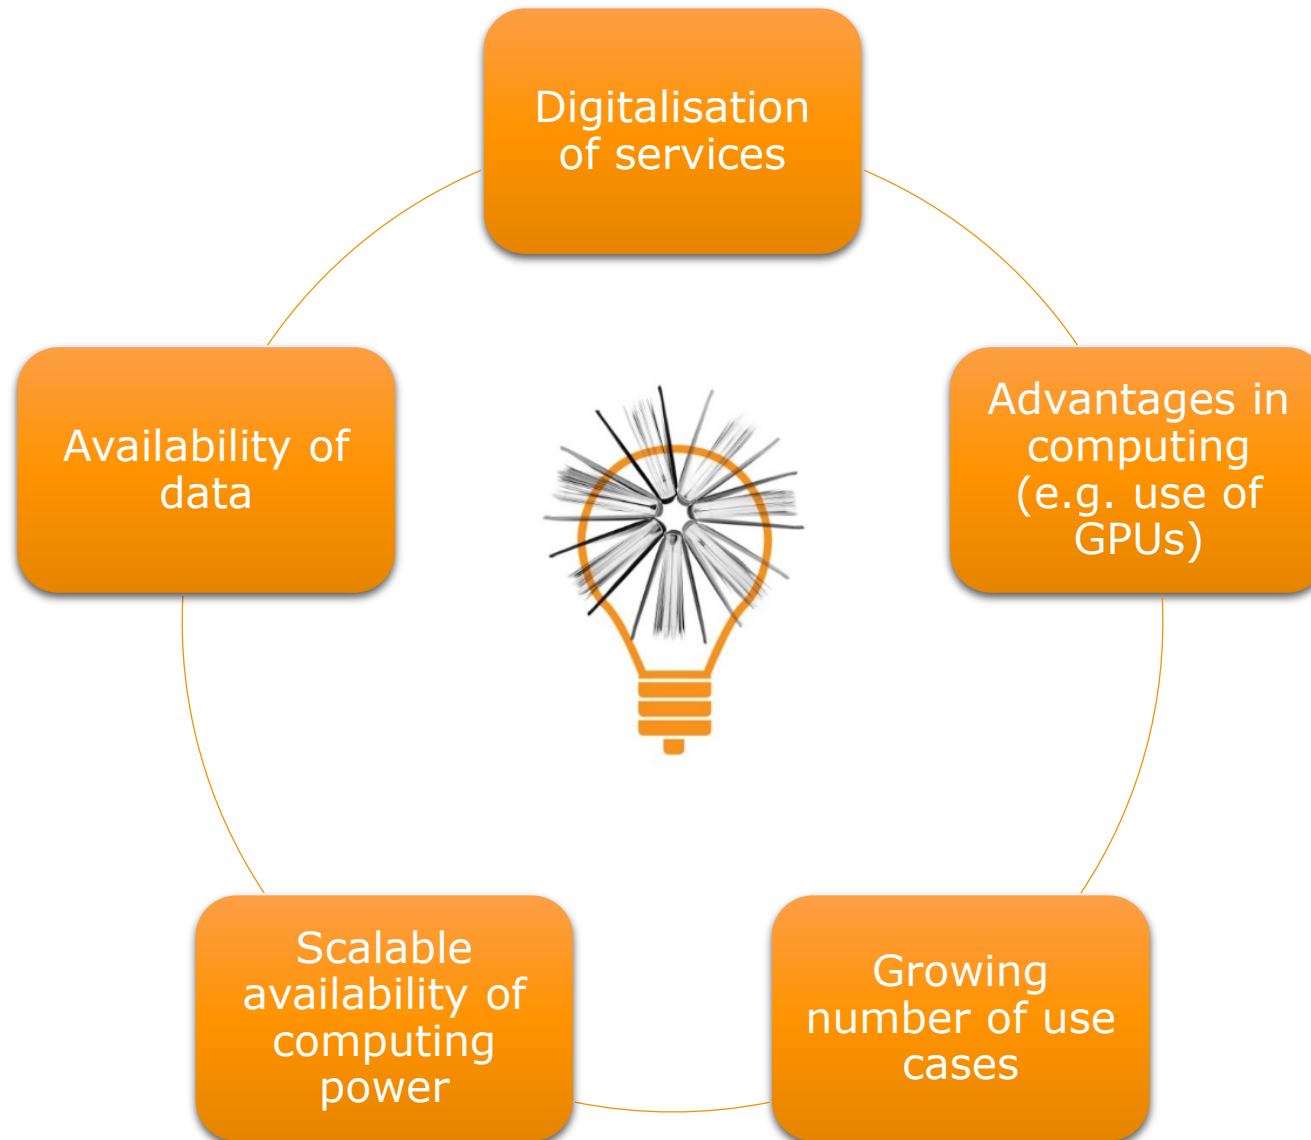 Digitalisation
of services
Advantages in
computing
(e.g. use of
GPUs)
Growing
number of use
cases
Scalable
availability of
computing
power
Availability of
data